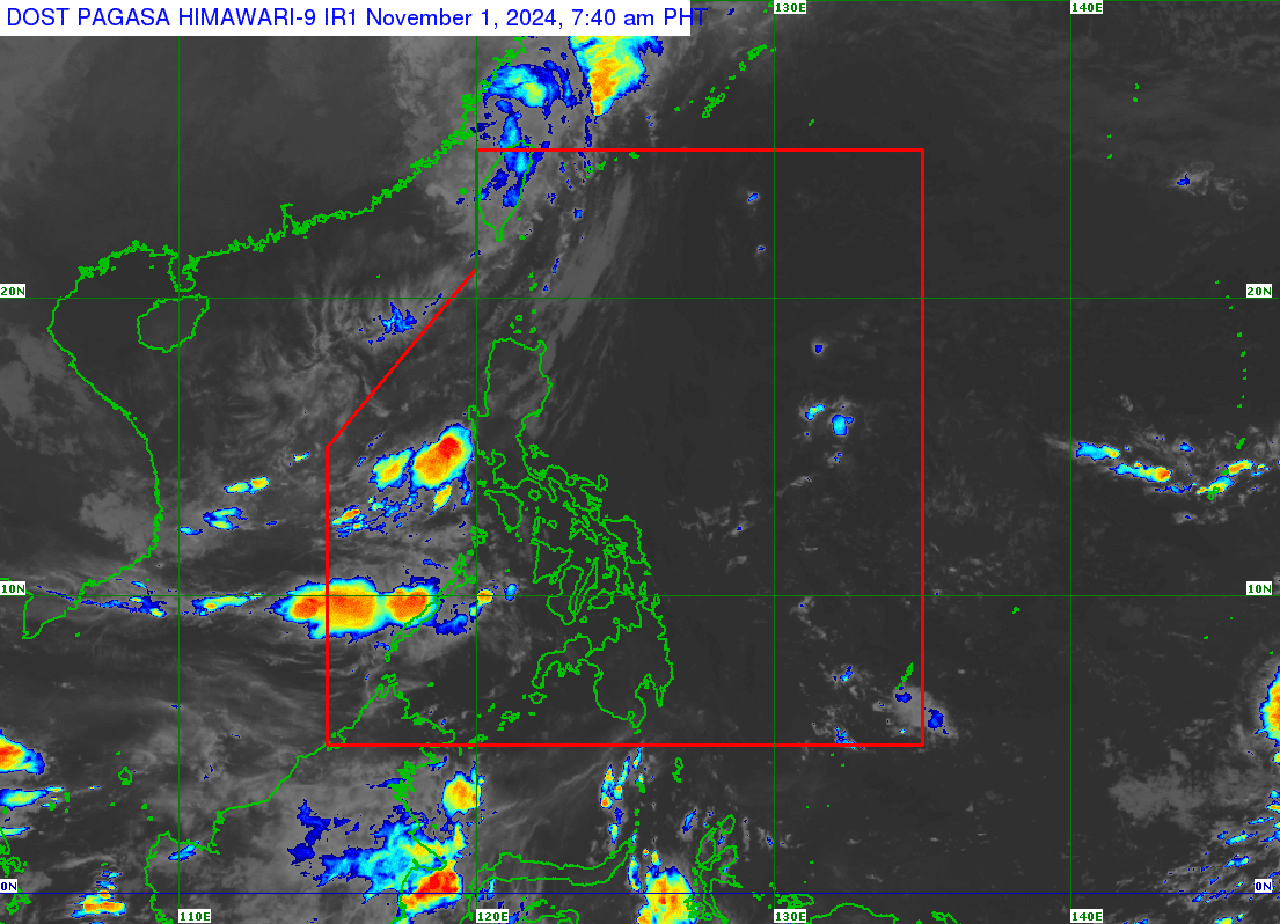 DOST PAGASA HIMAWARI-9 IR1 November 1, 2024, 7:40 am PHT
130E 140E
20N 20N
10N 10N
0N 0N
110E 120E 130E 140E